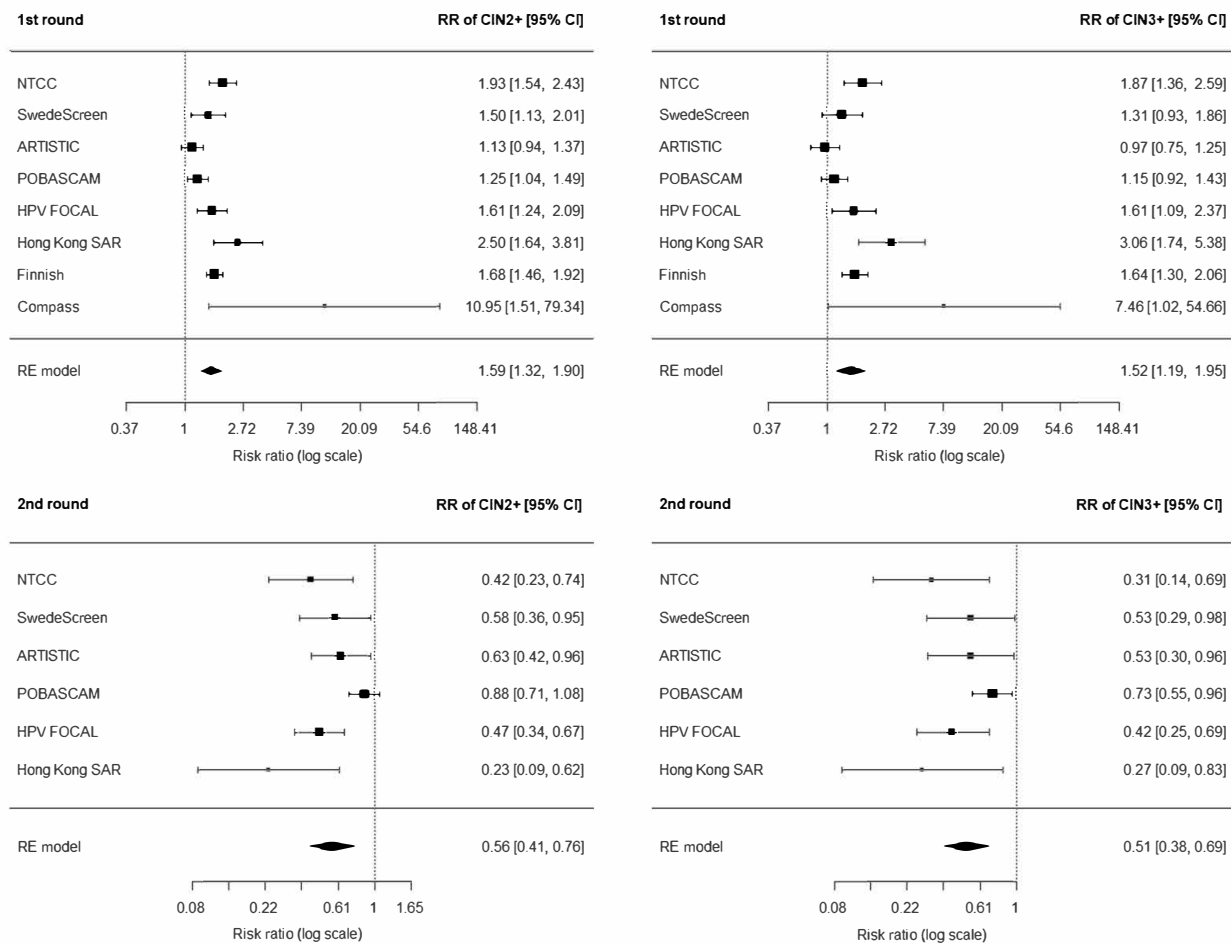 1st round RR of CIN2+ [95% CI]
NTCC 1.93 [1.54, 2.43]
SwedeScreen 1.50 [1.13, 2.01]
ARTISTIC 1.13 [0.94, 1.37]
POBASCAM 1.25 [1.04, 1.49]
HPV FOCAL 1.61 [1.24, 2.09]
Hong Kong SAR 2.50 [1.64, 3.81]
Finnish 1.68 [1.46, 1.92]
Compass 10.95 [1.51, 79.34]
RE model 1.59 [1.32, 1.90]
0.37 1 2.72 7.39 20.09 54.6 148.41
Risk ratio (log scale)
1st round RR of CIN3+ [95% CI]
NTCC 1.87 [1.36, 2.59]
SwedeScreen 1.31 [0.93, 1.86]
ARTISTIC 0.97 [0.75, 1.25]
POBASCAM 1.15 [0.92, 1.43]
HPV FOCAL 1.61 [1.09, 2.37]
Hong Kong SAR 3.06 [1.74, 5.38]
Finnish 1.64 [1.30, 2.06]
Compass 7.46 [1.02, 54.66]
RE model 1.52 [1.19, 1.95]
0.37 1 2.72 7.39 20.09 54.6 148.41
Risk ratio (log scale)
2nd round RR of CIN2+ [95% CI]
NTCC 0.42 [0.23, 0.74]
SwedeScreen 0.58 [0.36, 0.95]
ARTISTIC 0.63 [0.42, 0.96]
POBASCAM 0.88 [0.71, 1.08]
HPV FOCAL 0.47 [0.34, 0.67]
Hong Kong SAR 0.23 [0.09, 0.62]
RE model 0.56 [0.41, 0.76]
0.08 0.22 0.61 1 1.65
Risk ratio (log scale)
2nd round RR of CIN3+ [95% CI]
NTCC 0.31 [0.14, 0.69]
SwedeScreen 0.53 [0.29, 0.98]
ARTISTIC 0.53 [0.30, 0.96]
POBASCAM 0.73 [0.55, 0.96]
HPV FOCAL 0.42 [0.25, 0.69]
Hong Kong SAR 0.27 [0.09, 0.83]
RE model 0.51 [0.38, 0.69]
0.08 0.22 0.61 1
Risk ratio (log scale)